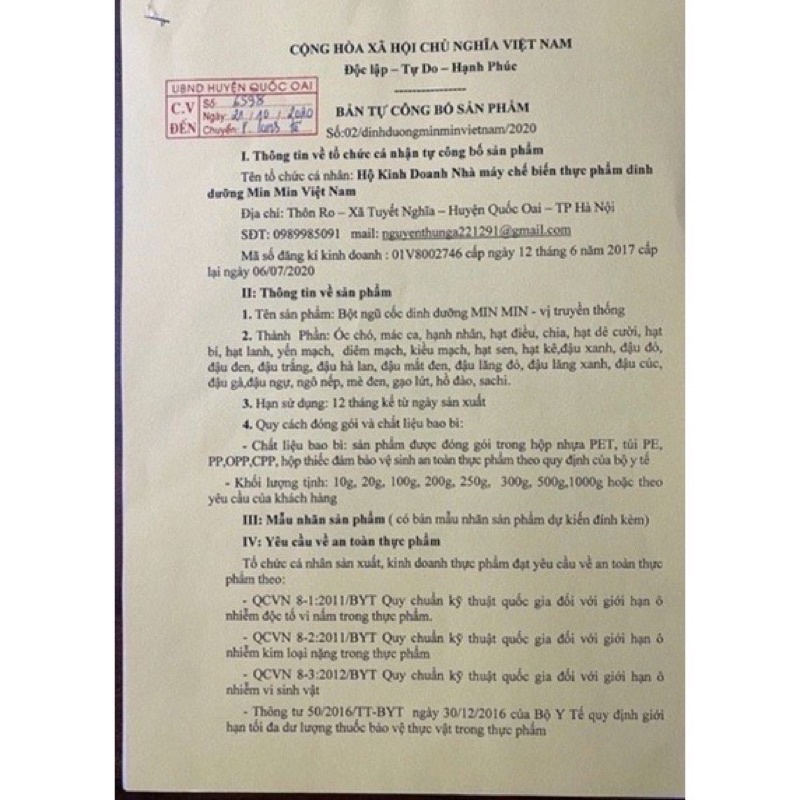 CỘNG HÒA XÃ HỘI CHỦ NGHĨA VIỆT NAM
Độc lập – Tự Do – Hạnh Phúc
----------------
UBND HUYỆN QUỐC OAI
C.V ĐẾN
Số: 6598
Ngày: 21/10/2020
Chuyển: P. Kinh tế
BẢN TỰ CÔNG BỐ SẢN PHẨM
Số:02/dinhduongminminvietnam/2020
I. Thông tin về tổ chức cá nhận tự công bố sản phẩm
Tên tổ chức cá nhân: Hộ Kinh Doanh Nhà máy chế biến thực phẩm dinh
dưỡng Min Min Việt Nam
Địa chỉ: Thôn Ro – Xã Tuyết Nghĩa – Huyện Quốc Oai – TP Hà Nội
SĐT: 0989985091 mail: nguyenthunga221291@gmail.com
Mã số đăng kí kinh doanh : 01V8002746 cấp ngày 12 tháng 6 năm 2017 cấp
lại ngày 06/07/2020
II: Thông tin về sản phẩm
1. Tên sản phẩm: Bột ngũ cốc dinh dưỡng MIN MIN - vị truyền thống
2. Thành Phần: Óc chó, mác ca, hạnh nhân, hạt điều, chia, hạt dẻ cười, hạt
bí, hạt lanh, yến mạch, diêm mạch, kiều mạch, hạt sen, hạt kê,đậu xanh, đậu đỏ,
đậu đen, đậu trắng, đậu hà lan, đậu mắt đen, đậu lăng đỏ, đậu lăng xanh, đậu cúc,
đậu gà,đậu ngự, ngô nếp, mè đen, gạo lứt, hồ đào, sachi.
3. Hạn sử dụng: 12 tháng kể từ ngày sản xuất
4. Quy cách đóng gói và chất liệu bao bì:
- Chất liệu bao bì: sản phẩm được đóng gói trong hộp nhựa PET, túi PE,
PP,OPP,CPP, hộp thiếc đảm bảo vệ sinh an toàn thực phẩm theo quy định của bộ y tế
- Khối lượng tịnh: 10g, 20g, 100g, 200g, 250g, 300g, 500g,1000g hoặc theo
yêu cầu của khách hàng
III: Mẫu nhãn sản phẩm ( có bản mẫu nhãn sản phẩm dự kiến đính kèm)
IV: Yêu cầu về an toàn thực phẩm
Tổ chức cá nhân sản xuất, kinh doanh thực phẩm đạt yêu cầu về an toàn thực
phẩm theo:
- QCVN 8-1:2011/BYT Quy chuẩn kỹ thuật quốc gia đối với giới hạn ô
nhiễm độc tố vi nấm trong thực phẩm.
- QCVN 8-2:2011/BYT Quy chuẩn kỹ thuật quốc gia đối với giới hạn ô
nhiễm kim loại nặng trong thực phẩm
- QCVN 8-3:2012/BYT Quy chuẩn kỹ thuật quốc gia đối với giới hạn ô
nhiễm vi sinh vật
- Thông tư 50/2016/TT-BYT ngày 30/12/2016 của Bộ Y Tế quy định giới
hạn tối đa dư lượng thuốc bảo vệ thực vật trong thực phẩm